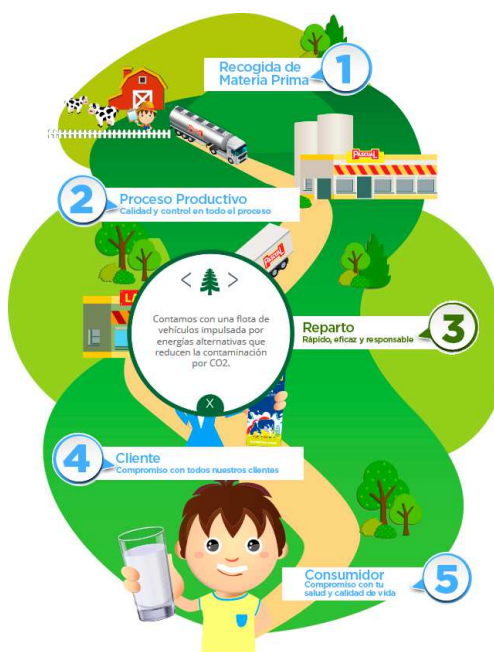 Recogida de
Materia Prima
1
PASCUAL
2
Proceso Productivo
Calidad y control en todo el proceso
< >
Contamos con una flota de
vehículos impulsada por
energías alternativas que
reducen la contaminación
por CO2.
X
Reparto
Rápido, eficaz y responsable
3
4
Cliente
Compromiso con todos nuestros clientes
Consumidor
Compromiso con tu
salud y calidad de vida
5